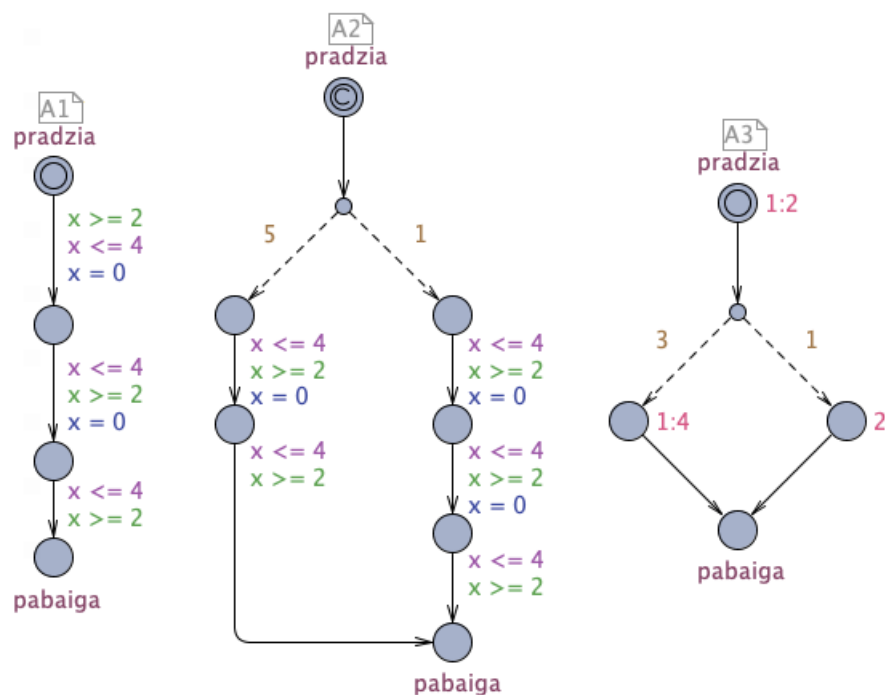 A1
pradzia
x >= 2
x <= 4
x = 0
x <= 4
x >= 2
x = 0
x <= 4
x >= 2
pabaiga
A2
pradzia
C
5
1
x <= 4
x >= 2
x = 0
x <= 4
x >= 2
x <= 4
x >= 2
x = 0
x <= 4
x >= 2
x = 0
x <= 4
x >= 2
pabaiga
A3
pradzia
1:2
3
1
1:4
2
pabaiga